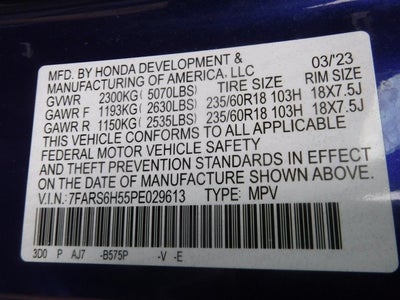 MFD. BY HONDA DEVELOPMENT & 03/'23
MANUFACTURING OF AMERICA, LLC
GVWR 2300KG( 5070LBS) TIRE SIZE RIM SIZE
GAWR F 1193KG( 2630LBS) 235/60R18 103H 18X7.5J
GAWR R 1150KG( 2535LBS) 235/60R18 103H 18X7.5J
THIS VEHICLE CONFORMS TO ALL APPLICABLE
FEDERAL MOTOR VEHICLE SAFETY
AND THEFT PREVENTION STANDARDS IN EFFECT
ON THE DATE OF MANUFACTURE SHOWN ABOVE.
V.I.N.: 7FARS6H55PE029613 TYPE: MPV
3D0 P AJ7 -B575P -V -E